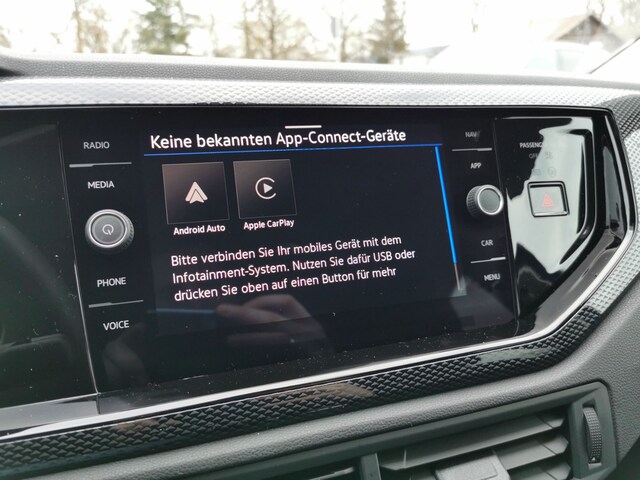 Keine bekannten App-Connect-Geräte
RADIO
MEDIA
PHONE
VOICE
Android Auto
Apple CarPlay
Bitte verbinden Sie Ihr mobiles Gerät mit dem
Infotainment-System. Nutzen Sie dafür USB oder
drücken Sie oben auf einen Button für mehr
NAV
APP
CAR
MENU
PASSENGER